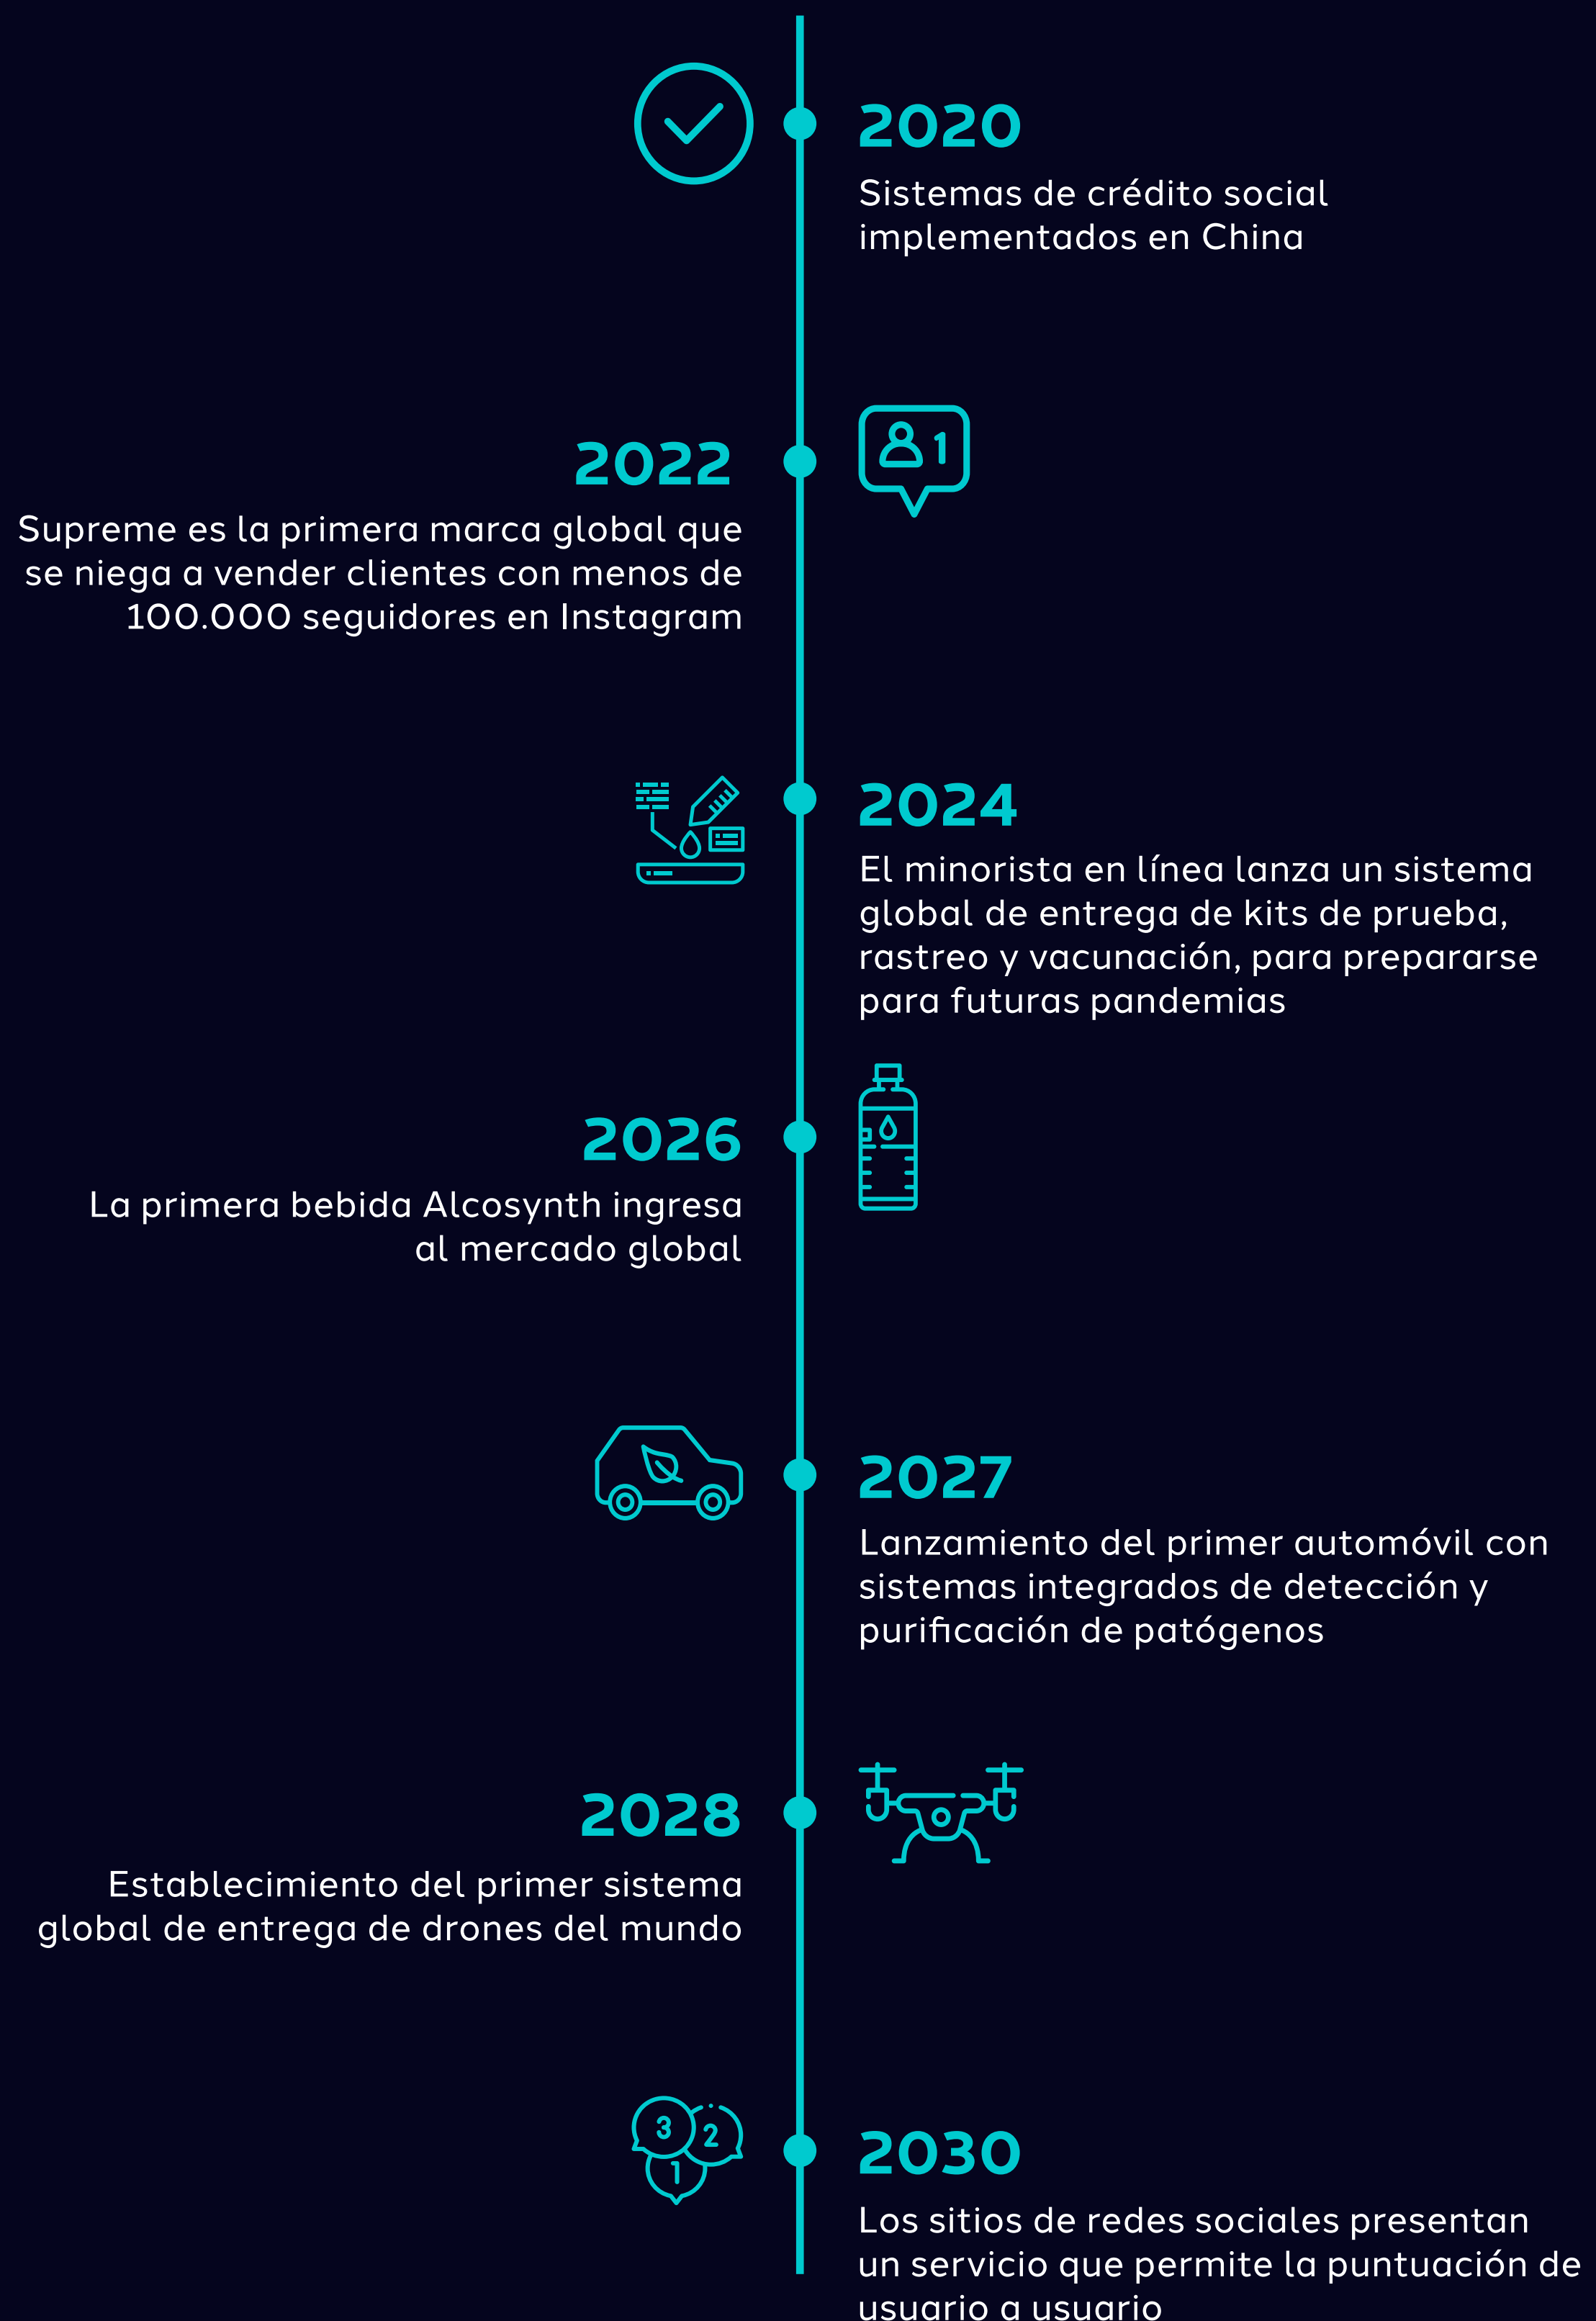 2020
Sistemas de crédito social
implementados en China
1
2022
Supreme es la primera marca global que
se niega a vender clientes con menos de
100.000 seguidores en Instagram
2024
El minorista en línea lanza un sistema
global de entrega de kits de prueba,
rastreo y vacunación, para prepararse
para futuras pandemias
2026
La primera bebida Alcosynth ingresa
al mercado global
2027
Lanzamiento del primer automóvil con
sistemas integrados de detección y
purificación de patógenos
2028
Establecimiento del primer sistema
global de entrega de drones del mundo
3
2
1
2030
Los sitios de redes sociales presentan
un servicio que permite la puntuación de
usuario a usuario